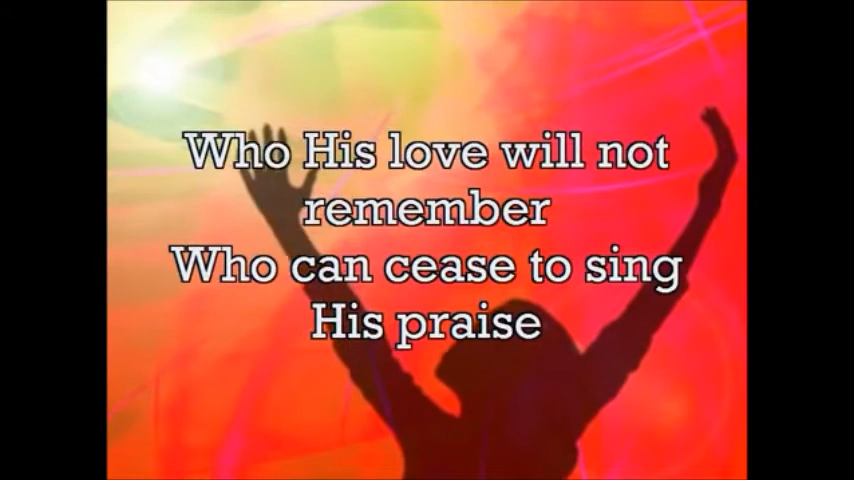 Who His love will not
remember
Who can cease to sing
His praise